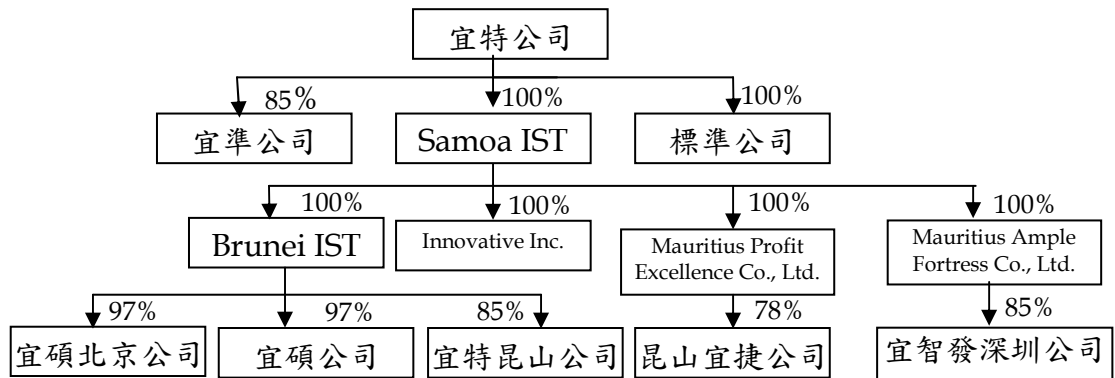 宜特公司
85%
100%
100%
宜準公司
Samoa IST
標準公司
100%
100%
100%
100%
Brunei IST
Innovative Inc.
Mauritius Profit
Excellence Co., Ltd.
Mauritius Ample
Fortress Co., Ltd.
97%
97%
85%
78%
85%
宜碩北京公司
宜碩公司
宜特昆山公司
昆山宜捷公司
宜智發深圳公司